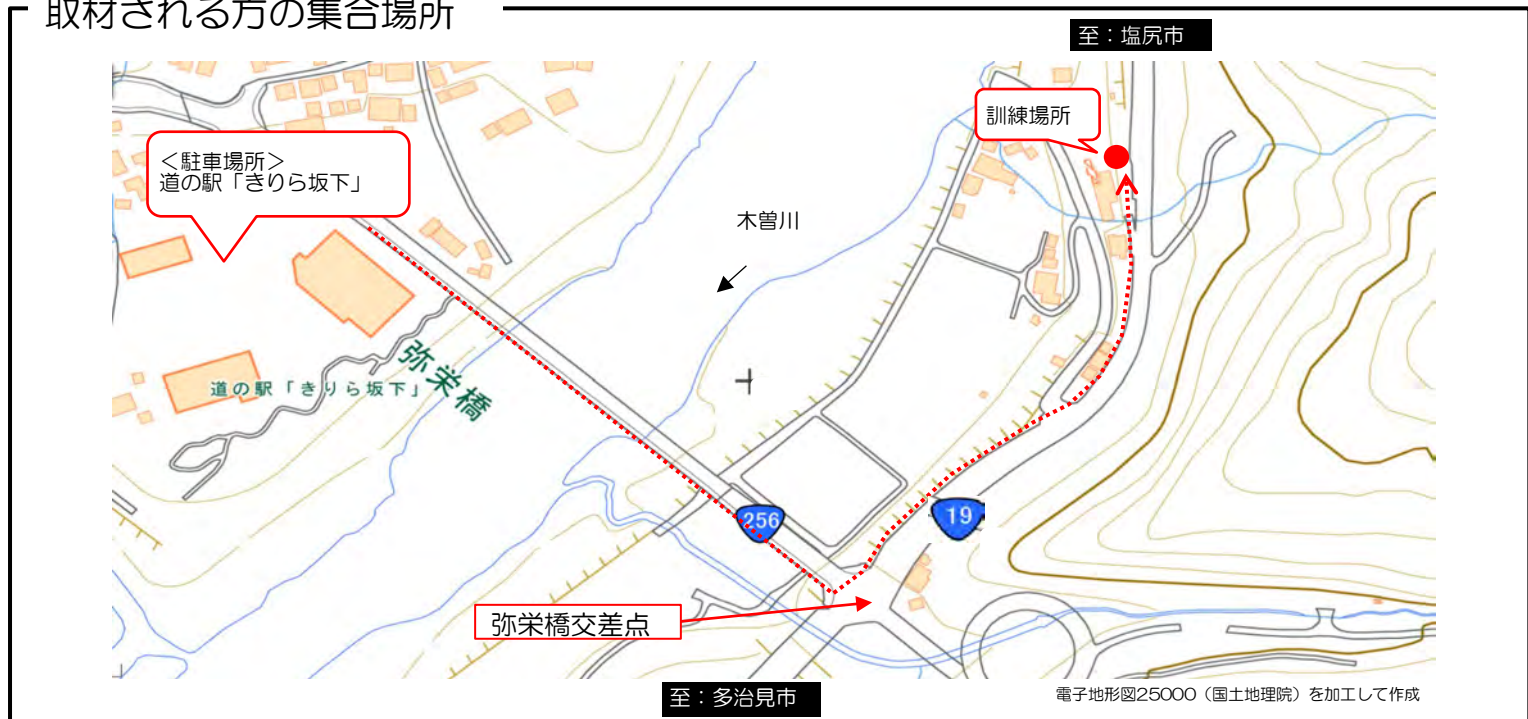 取材される方の集合場所
至：塩尻市
訓練場所
＜駐車場所＞
道の駅「きりら坂下」
木曽川
弥栄橋
道の駅「きりら坂下」
256
19
弥栄橋交差点
至：多治見市
電子地形図25000（国土地理院）を加工して作成